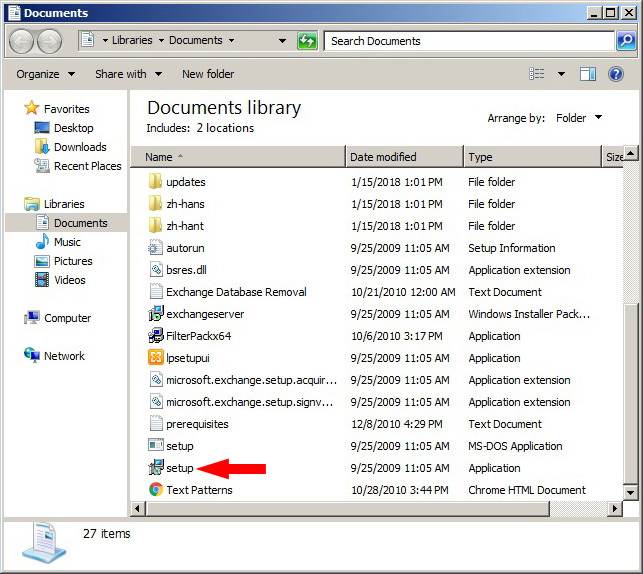 Documents
Libraries Documents
Search Documents
Organize Share with New folder
Favorites
Desktop
Downloads
Recent Places
Libraries
Documents
Music
Pictures
Videos
Computer
Network
Documents library
Includes: 2 locations
Arrange by: Folder
Name Date modified Type Size
updates 1/15/2018 1:01 PM File folder
zh-hans 1/15/2018 1:01 PM File folder
zh-hant 1/15/2018 1:01 PM File folder
autorun 9/25/2009 11:05 AM Setup Information
bsres.dll 9/25/2009 11:05 AM Application extension
Exchange Database Removal 10/21/2010 12:00 AM Text Document
exchangeserver 9/25/2009 11:05 AM Windows Installer Pack...
FilterPackx64 10/6/2010 3:17 PM Application
lpsetupui 9/25/2009 11:05 AM Application
microsoft.exchange.setup.acquir... 9/25/2009 11:05 AM Application extension
microsoft.exchange.setup.signv... 9/25/2009 11:05 AM Application extension
prerequisites 12/8/2010 4:29 PM Text Document
setup 9/25/2009 11:05 AM MS-DOS Application
setup 9/25/2009 11:05 AM Application
Text Patterns 10/28/2010 3:44 PM Chrome HTML Document
27 items